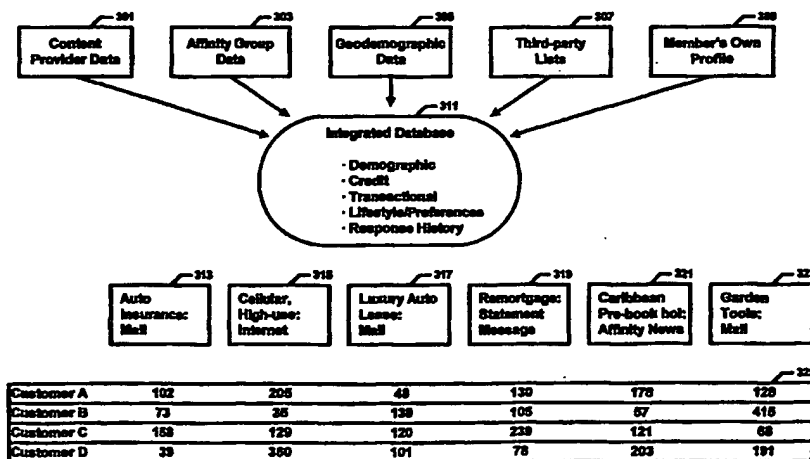 301 303 305 307 309
Content Provider Data
Affinity Group Data
Geodemographic Data
Third-party Lists
Member's Own Profile
311
Integrated Database
· Demographic
· Credit
· Transactional
· Lifestyle/Preferences
· Response History
313 315 317 319 321
Auto Insurance: Mail
Cellular, High-use: Internet
Luxury Auto Lease: Mail
Remortgage: Statement Message
Caribbean Pre-book hol: Affinity News
Garden Tools: Mail
Customer A 102 205 48 130 178 128
Customer B 73 35 139 105 67 415
Customer C 158 129 120 239 121 68
Customer D 39 350 101 78 203 191